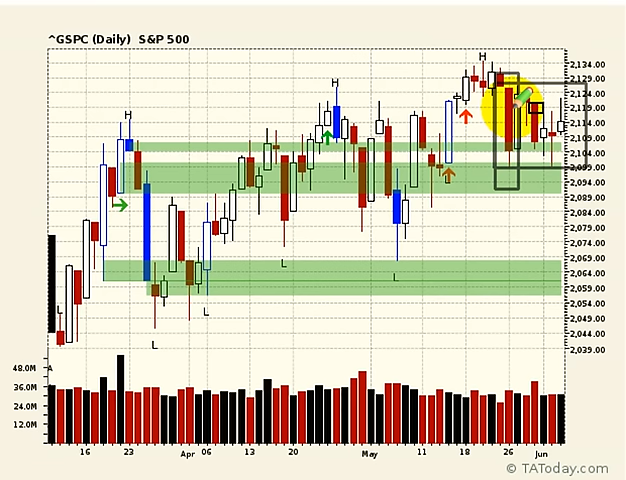 ^GSPC (Daily) S&P 500
H
H
H
L
L
L
L
L
L
2,134.00
2,129.00
2,124.00
2,119.00
2,114.00
2,109.00
2,104.00
2,099.00
2,094.00
2,089.00
2,084.00
2,079.00
2,074.00
2,069.00
2,064.00
2,059.00
2,054.00
2,049.00
2,044.00
2,039.00
48.0M
36.0M
24.0M
12.0M
16 23 Apr 06 13 20 May 11 18 26 Jun
© TAToday.com